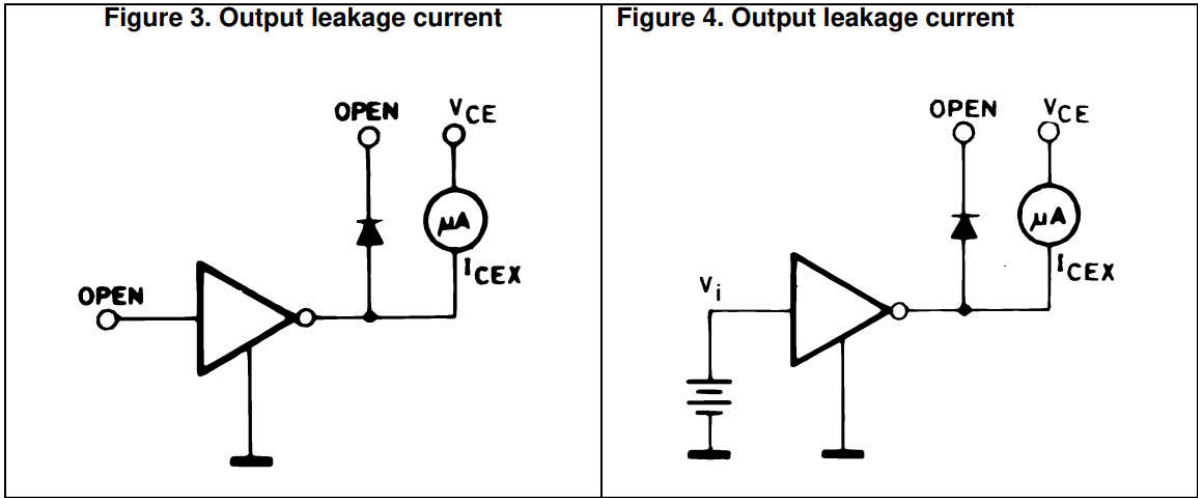 Figure 3. Output leakage current
OPEN
VCE
μA
ICEX
OPEN
Figure 4. Output leakage current
OPEN
VCE
μA
ICEX
Vi